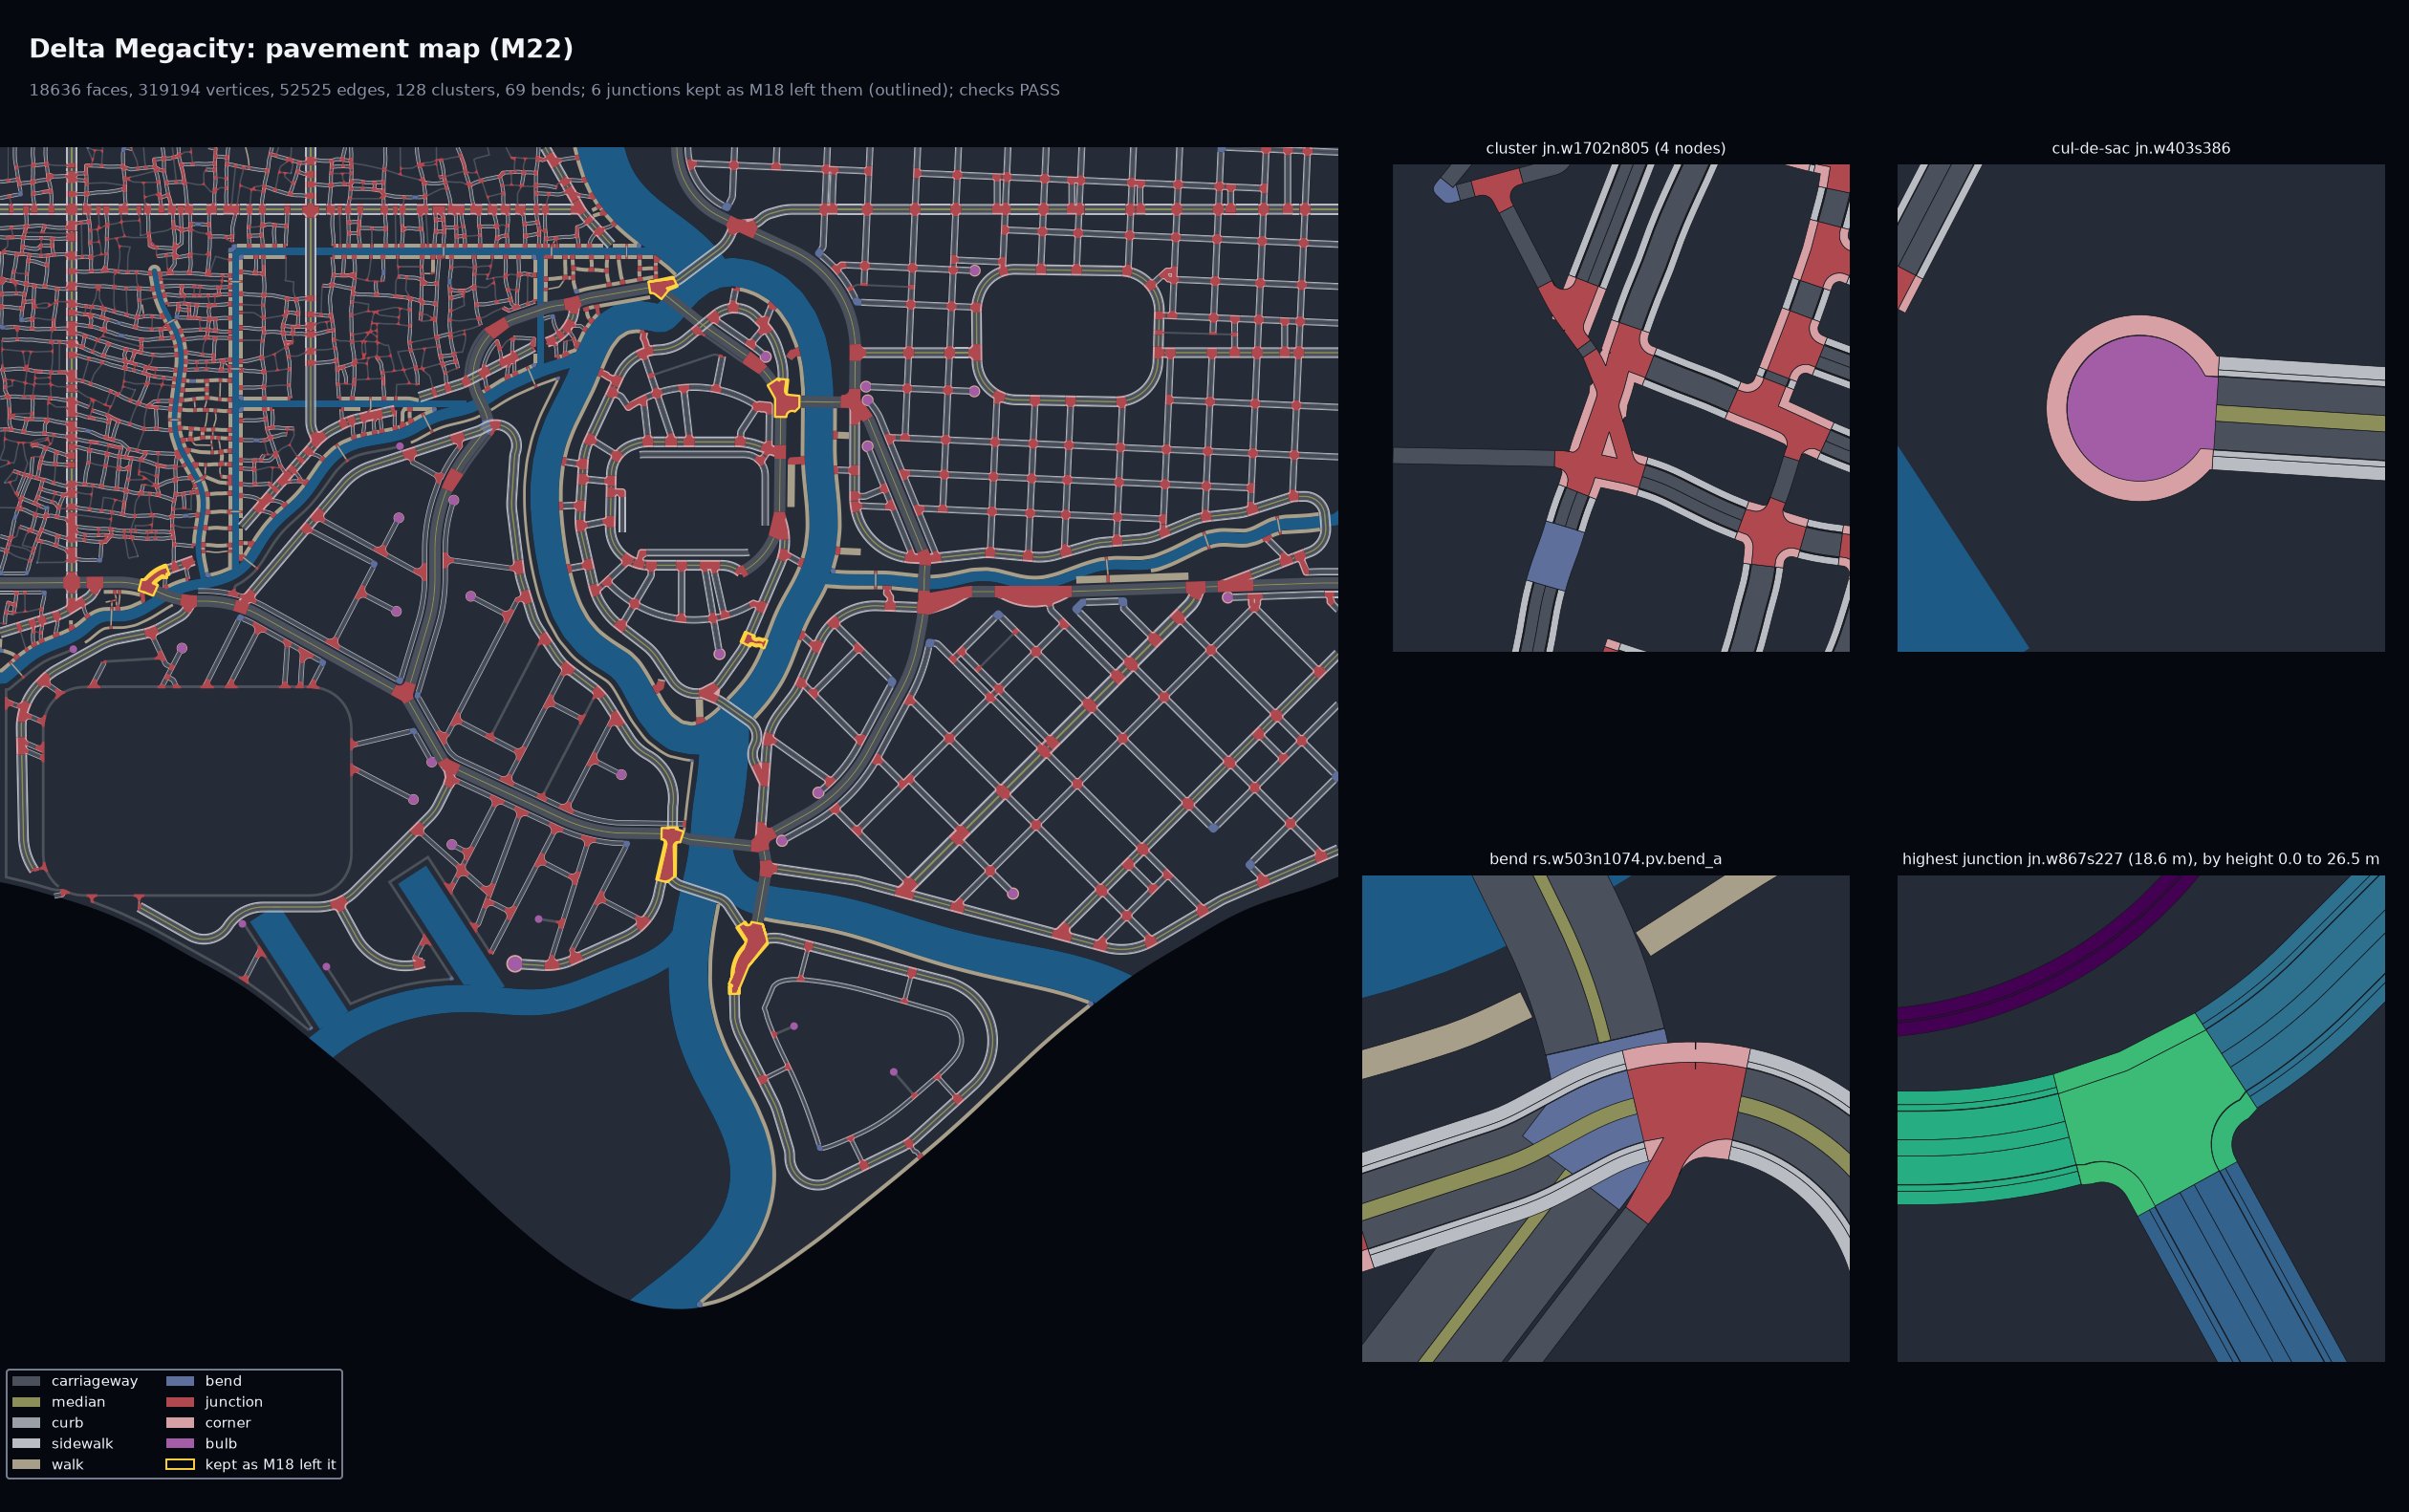 Delta Megacity: pavement map (M22)
18636 faces, 319194 vertices, 52525 edges, 128 clusters, 69 bends; 6 junctions kept as M18 left them (outlined); checks PASS
cluster jn.w1702n805 (4 nodes)
cul-de-sac jn.w403s386
bend rs.w503n1074.pv.bend_a
highest junction jn.w867s227 (18.6 m), by height 0.0 to 26.5 m
carriageway
median
curb
sidewalk
walk
bend
junction
corner
bulb
kept as M18 left it